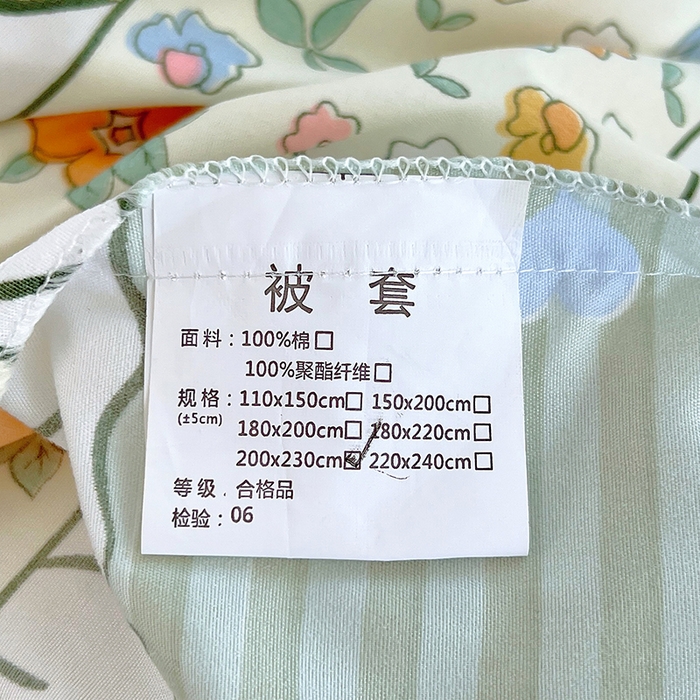 被套
面料：100%棉☐
100%聚酯纤维☐
规格：110x150cm☐ 150x200cm☐
(±5cm)
180x200cm☐ 180x220cm☐
200x230cm☑ 220x240cm☐
等级．合格品
检验：06